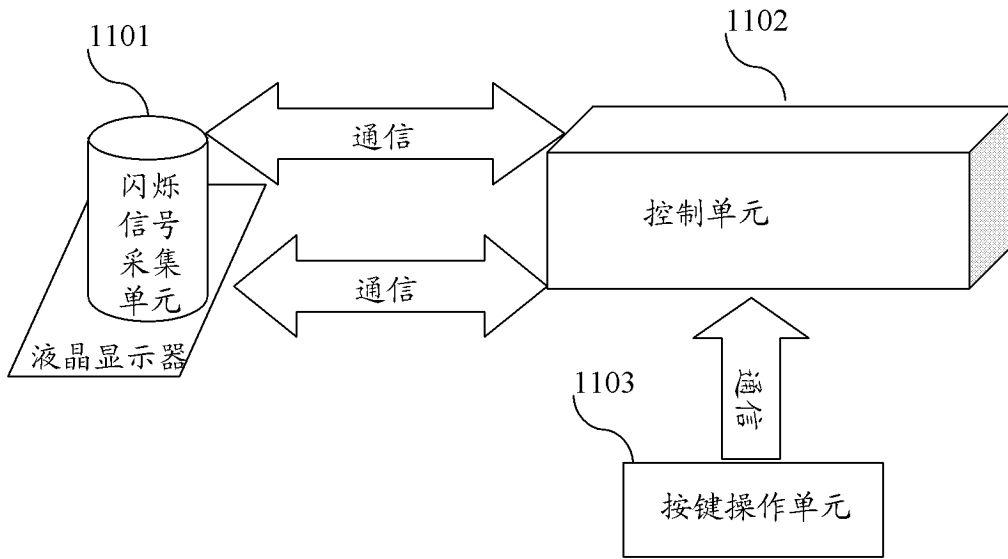 1101
1102
通信
闪烁
信号
采集
单元
控制单元
通信
液晶显示器
1103
通信
按键操作单元